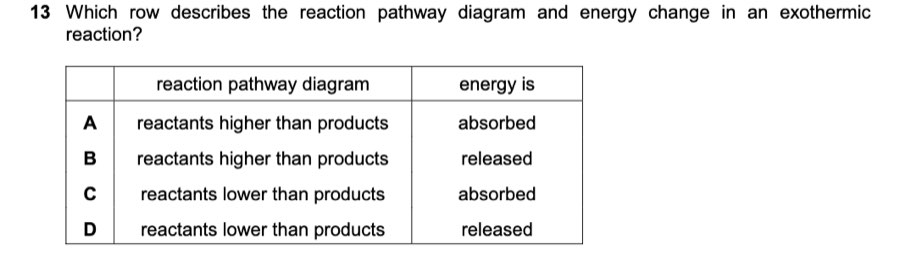 13 Which row describes the reaction pathway diagram and energy change in an exothermic
reaction?
reaction pathway diagram energy is
A reactants higher than products absorbed
B reactants higher than products released
C reactants lower than products absorbed
D reactants lower than products released